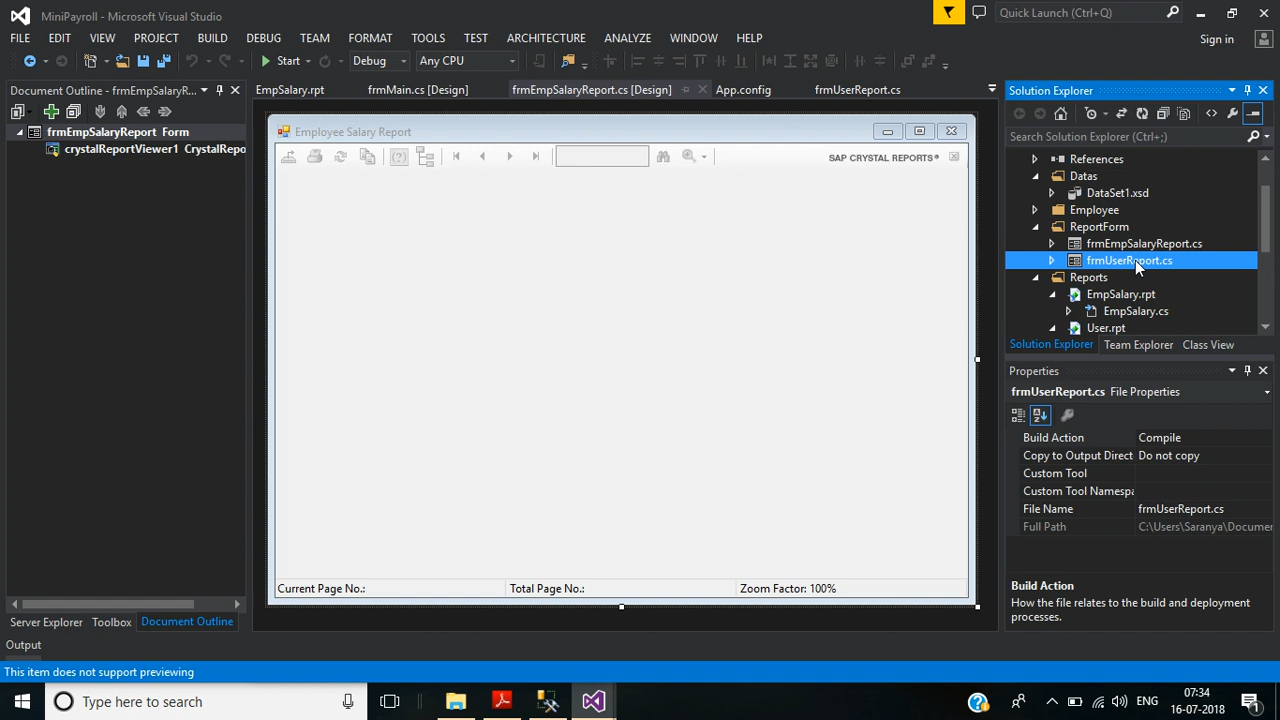 MiniPayroll - Microsoft Visual Studio
Quick Launch (Ctrl+Q)
FILE EDIT VIEW PROJECT BUILD DEBUG TEAM FORMAT TOOLS TEST ARCHITECTURE ANALYZE WINDOW HELP
Sign in
Start Debug Any CPU
Document Outline - frmEmpSalaryR...
EmpSalary.rpt frmMain.cs [Design] frmEmpSalaryReport.cs [Design] App.config frmUserReport.cs
Solution Explorer
Search Solution Explorer (Ctrl+;)
frmEmpSalaryReport Form
crystalReportViewer1 CrystalRepo
Employee Salary Report
SAP CRYSTAL REPORTS®
References
Datas
DataSet1.xsd
Employee
ReportForm
frmEmpSalaryReport.cs
frmUserReport.cs
Reports
EmpSalary.rpt
EmpSalary.cs
User.rpt
Solution Explorer Team Explorer Class View
Properties
frmUserReport.cs File Properties
Build Action Compile
Copy to Output Direct Do not copy
Custom Tool
Custom Tool Namespa
File Name frmUserReport.cs
Full Path C:\Users\Saranya\Documer
Build Action
How the file relates to the build and deployment
processes.
Current Page No.: Total Page No.: Zoom Factor: 100%
Server Explorer Toolbox Document Outline
Output
This item does not support previewing
Type here to search
ENG
07:34
16-07-2018
1